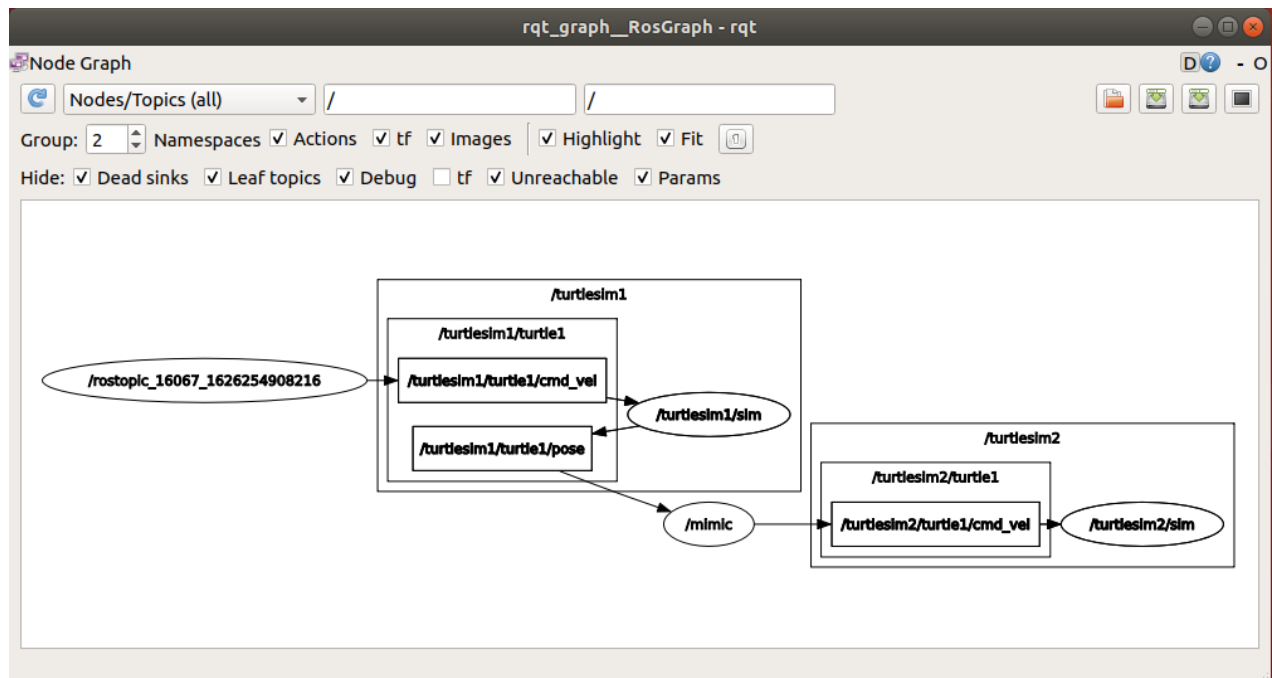 rqt_graph__RosGraph - rqt
Node Graph
D ? - O
Nodes/Topics (all) / /
Group: 2 Namespaces Actions tf Images Highlight Fit
Hide: Dead sinks Leaf topics Debug tf Unreachable Params
/turtlesim1
/turtlesim1/turtle1
/rostopic_16067_1626254908216
/turtlesim1/turtle1/cmd_vel
/turtlesim1/sim
/turtlesim1/turtle1/pose
/turtlesim2
/turtlesim2/turtle1
/mimic
/turtlesim2/turtle1/cmd_vel
/turtlesim2/sim